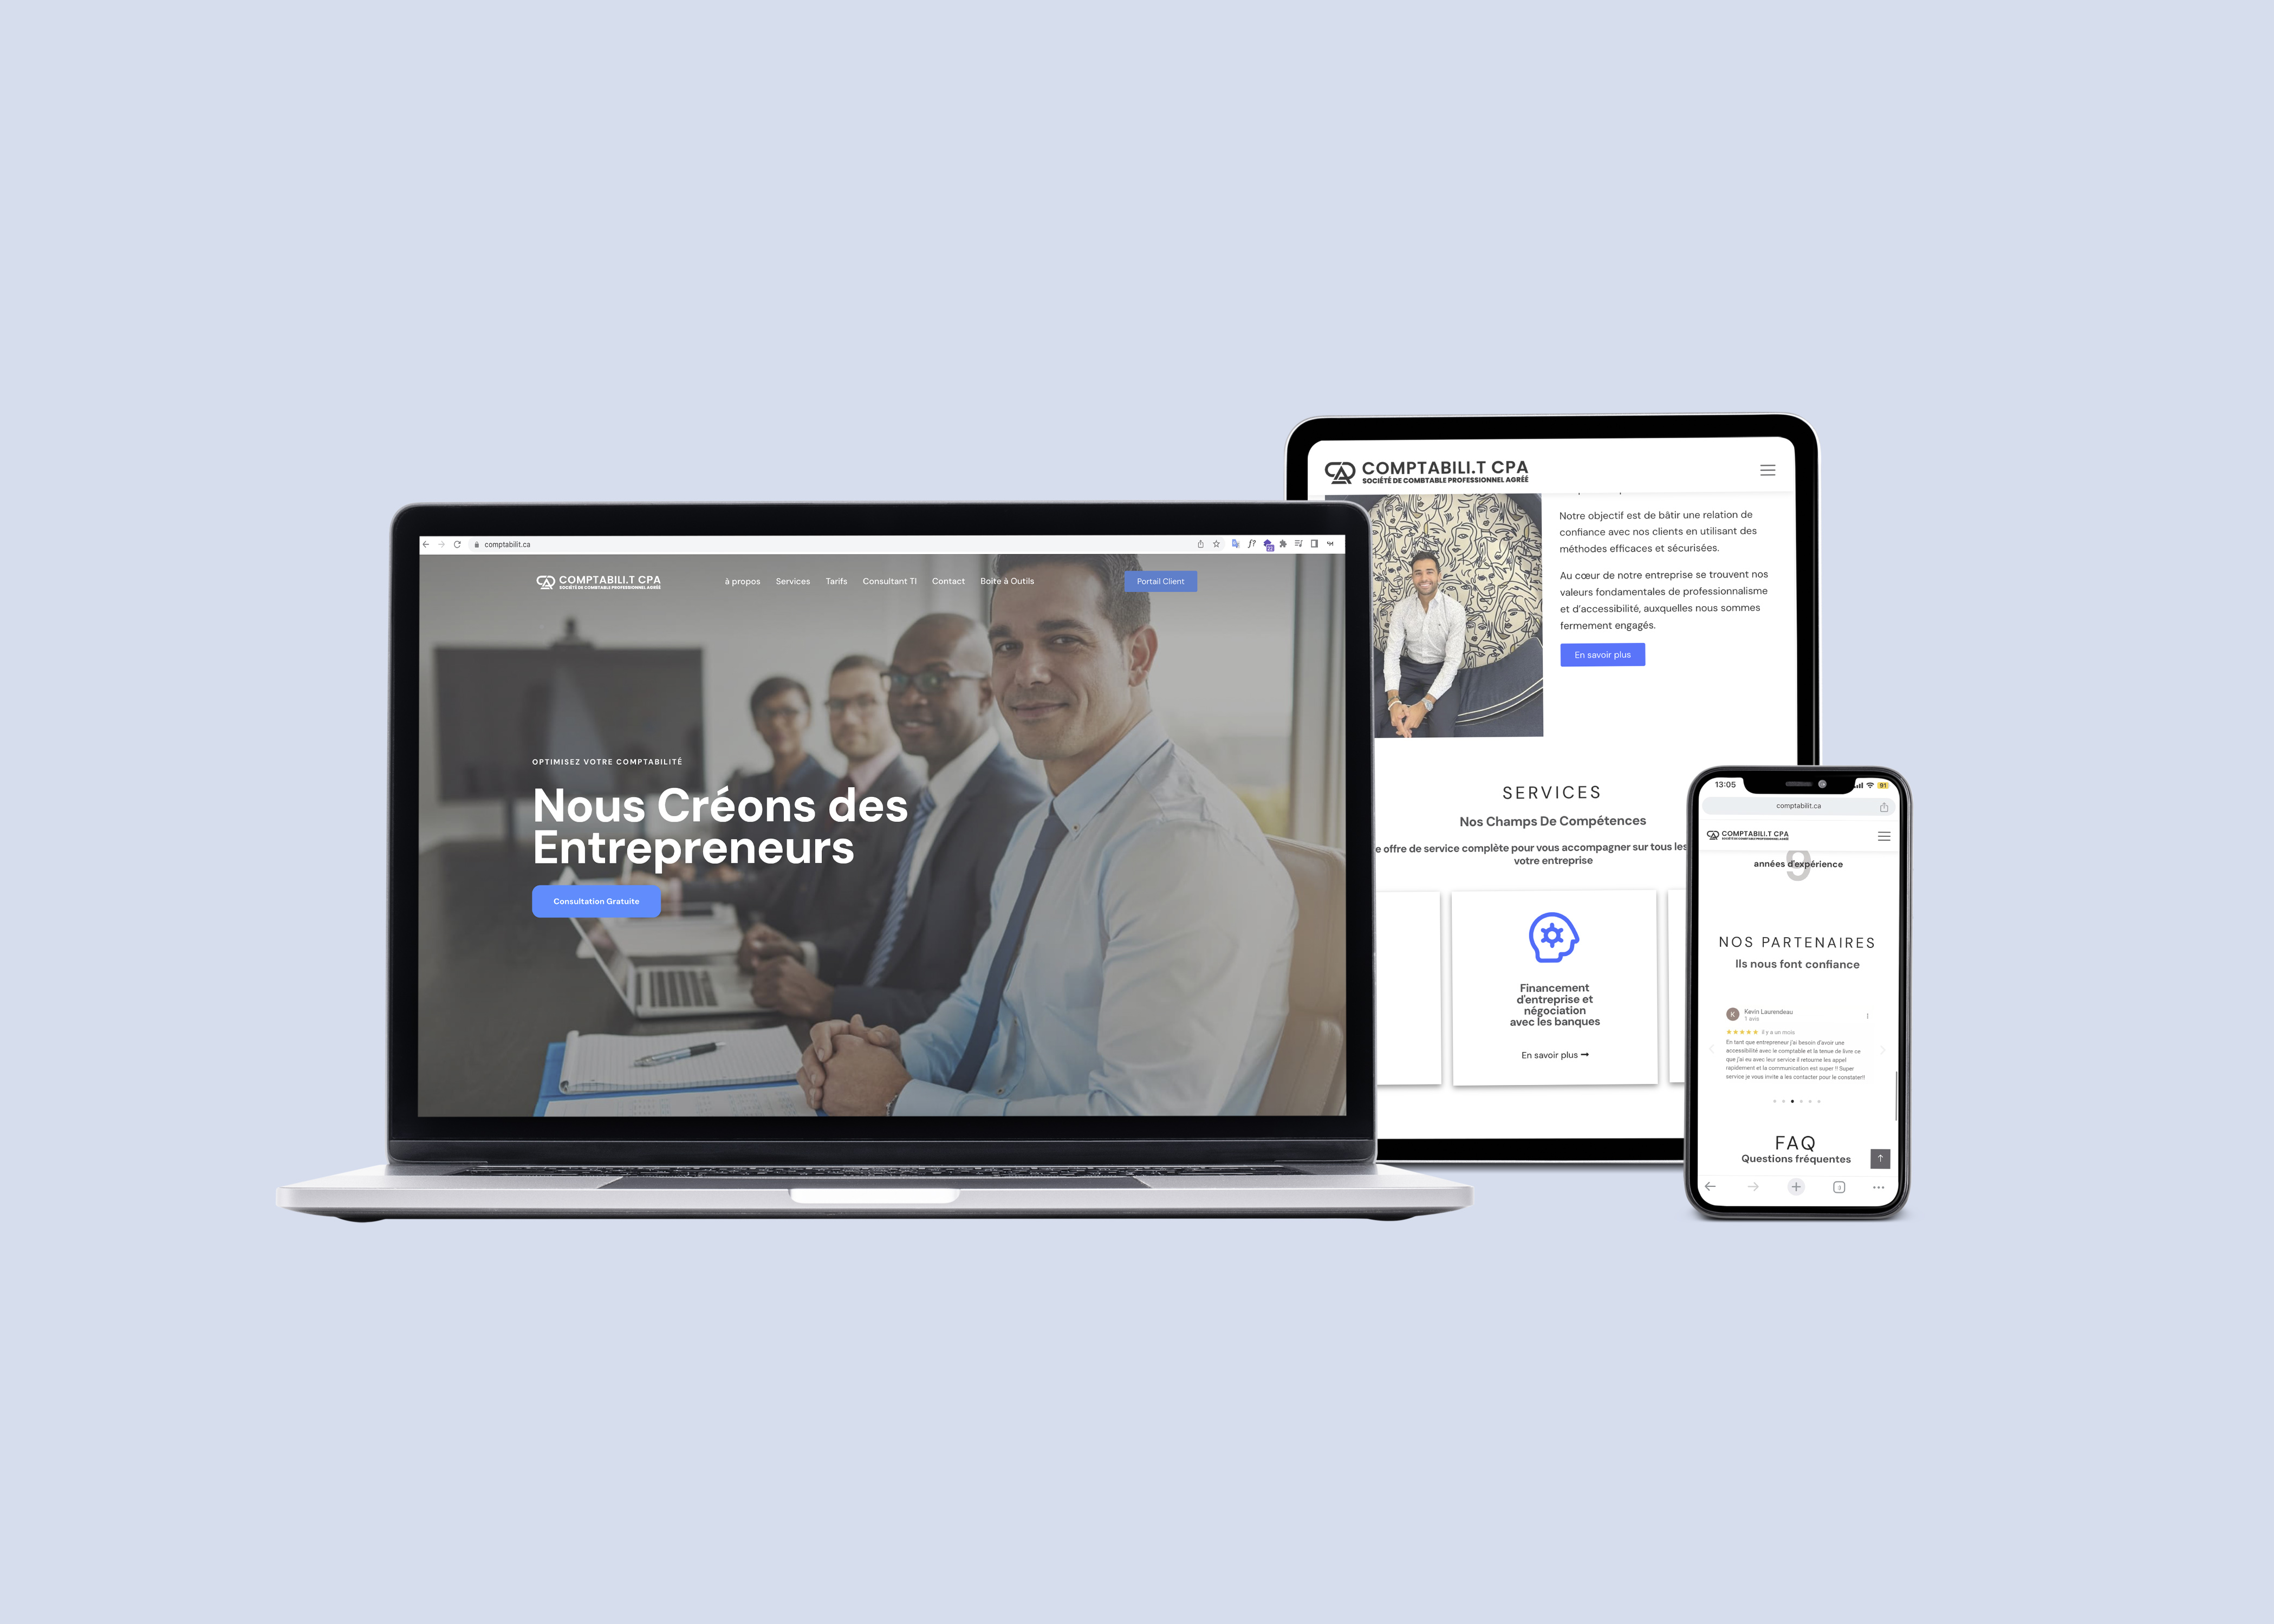 comptabilit.ca
COMPTABILI.T CPA
SOCIÉTÉ DE COMBTABLE PROFESSIONNEL AGRÉÉ
à propos Services Tarifs Consultant TI Contact Boite à Outils
Portail Client
OPTIMISEZ VOTRE COMPTABILITÉ
Nous Créons des
Entrepreneurs
Consultation Gratuite
COMPTABILI.T CPA
SOCIÉTÉ DE COMBTABLE PROFESSIONNEL AGRÉÉ
Notre objectif est de bâtir une relation de
confiance avec nos clients en utilisant des
méthodes efficaces et sécurisées.
Au cœur de notre entreprise se trouvent nos
valeurs fondamentales de professionnalisme
et d'accessibilité, auxquelles nous sommes
fermement engagés.
En savoir plus
SERVICES
Nos Champs De Compétences
e offre de service complète pour vous accompagner sur tous les
votre entreprise
Financement
d'entreprise et
négociation
avec les banques
En savoir plus
13:05
91
comptabilit.ca
COMPTABILI.T CPA
SOCIÉTÉ DE COMBTABLE PROFESSIONNEL AGRÉÉ
9
années d'expérience
NOS PARTENAIRES
Ils nous font confiance
K
Kevin Laurendeau
1 avis
il y a un mois
En tant que entrepreneur j'ai besoin d'avoir une
accessibilité avec le comptable et la tenue de livre ce
que j'ai eu avec leur service il retourne les appel
rapidement et la communication est super !! Super
service je vous invite a les contacter pour le constater!!
FAQ
Questions fréquentes
3